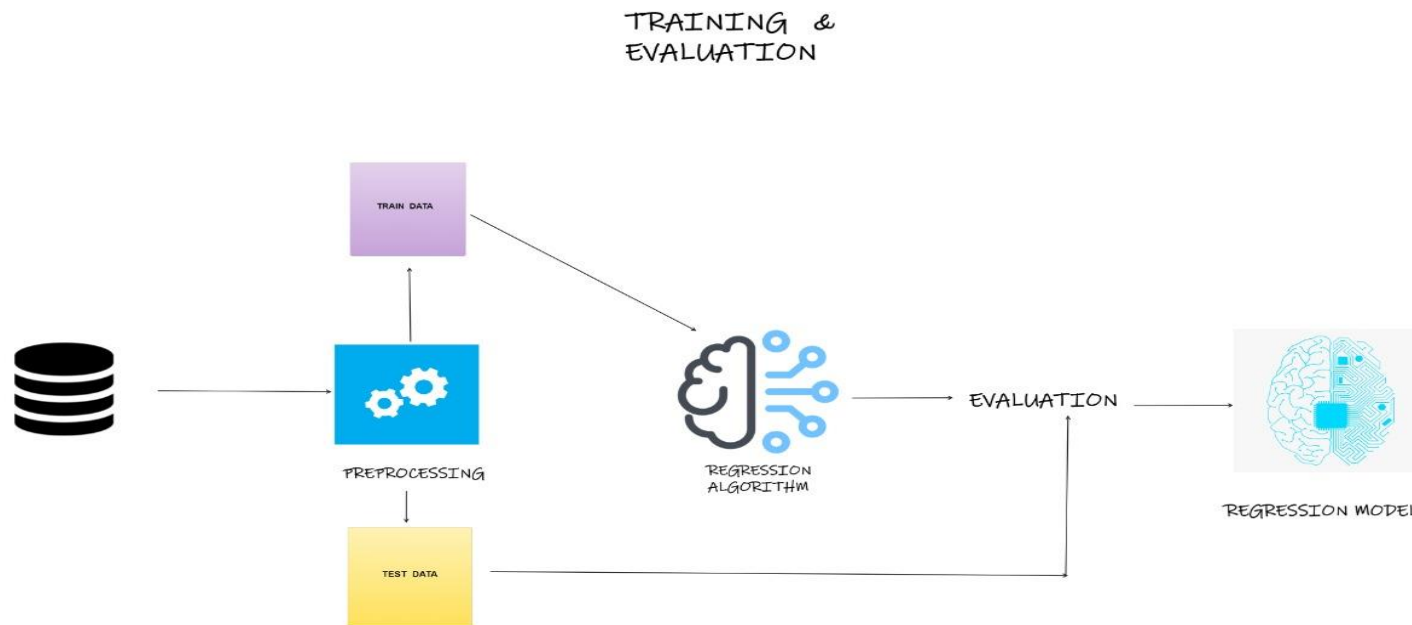 TRAINING &
EVALUATION
TRAIN DATA
PREPROCESSING
TEST DATA
REGRESSION
ALGORITHM
EVALUATION
REGRESSION MODEL